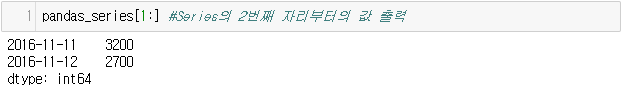 1 pandas_series[1:] #Series의 2번째 자리부터의 값 출력
2016-11-11    3200
2016-11-12    2700
dtype: int64